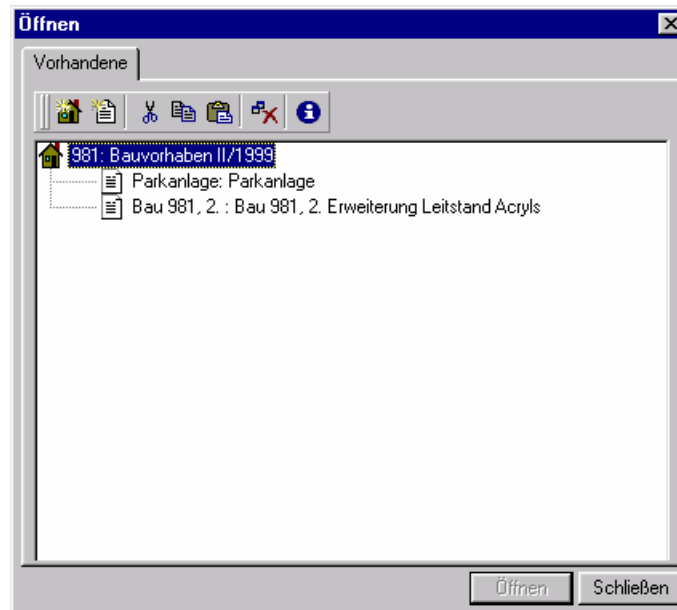 Öffnen
Vorhandene
981: Bauvorhaben II/1999
Parkanlage: Parkanlage
Bau 981, 2. : Bau 981, 2. Erweiterung Leitstand Acryls
Öffnen Schließen